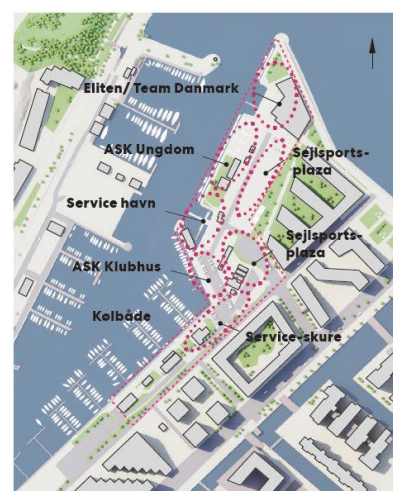 Eliten/ Team Danmark
ASK Ungdom
Sejlsports-
plaza
Service havn
Sejlsports-
plaza
ASK Klubhus
Kølbåde
Service-skure